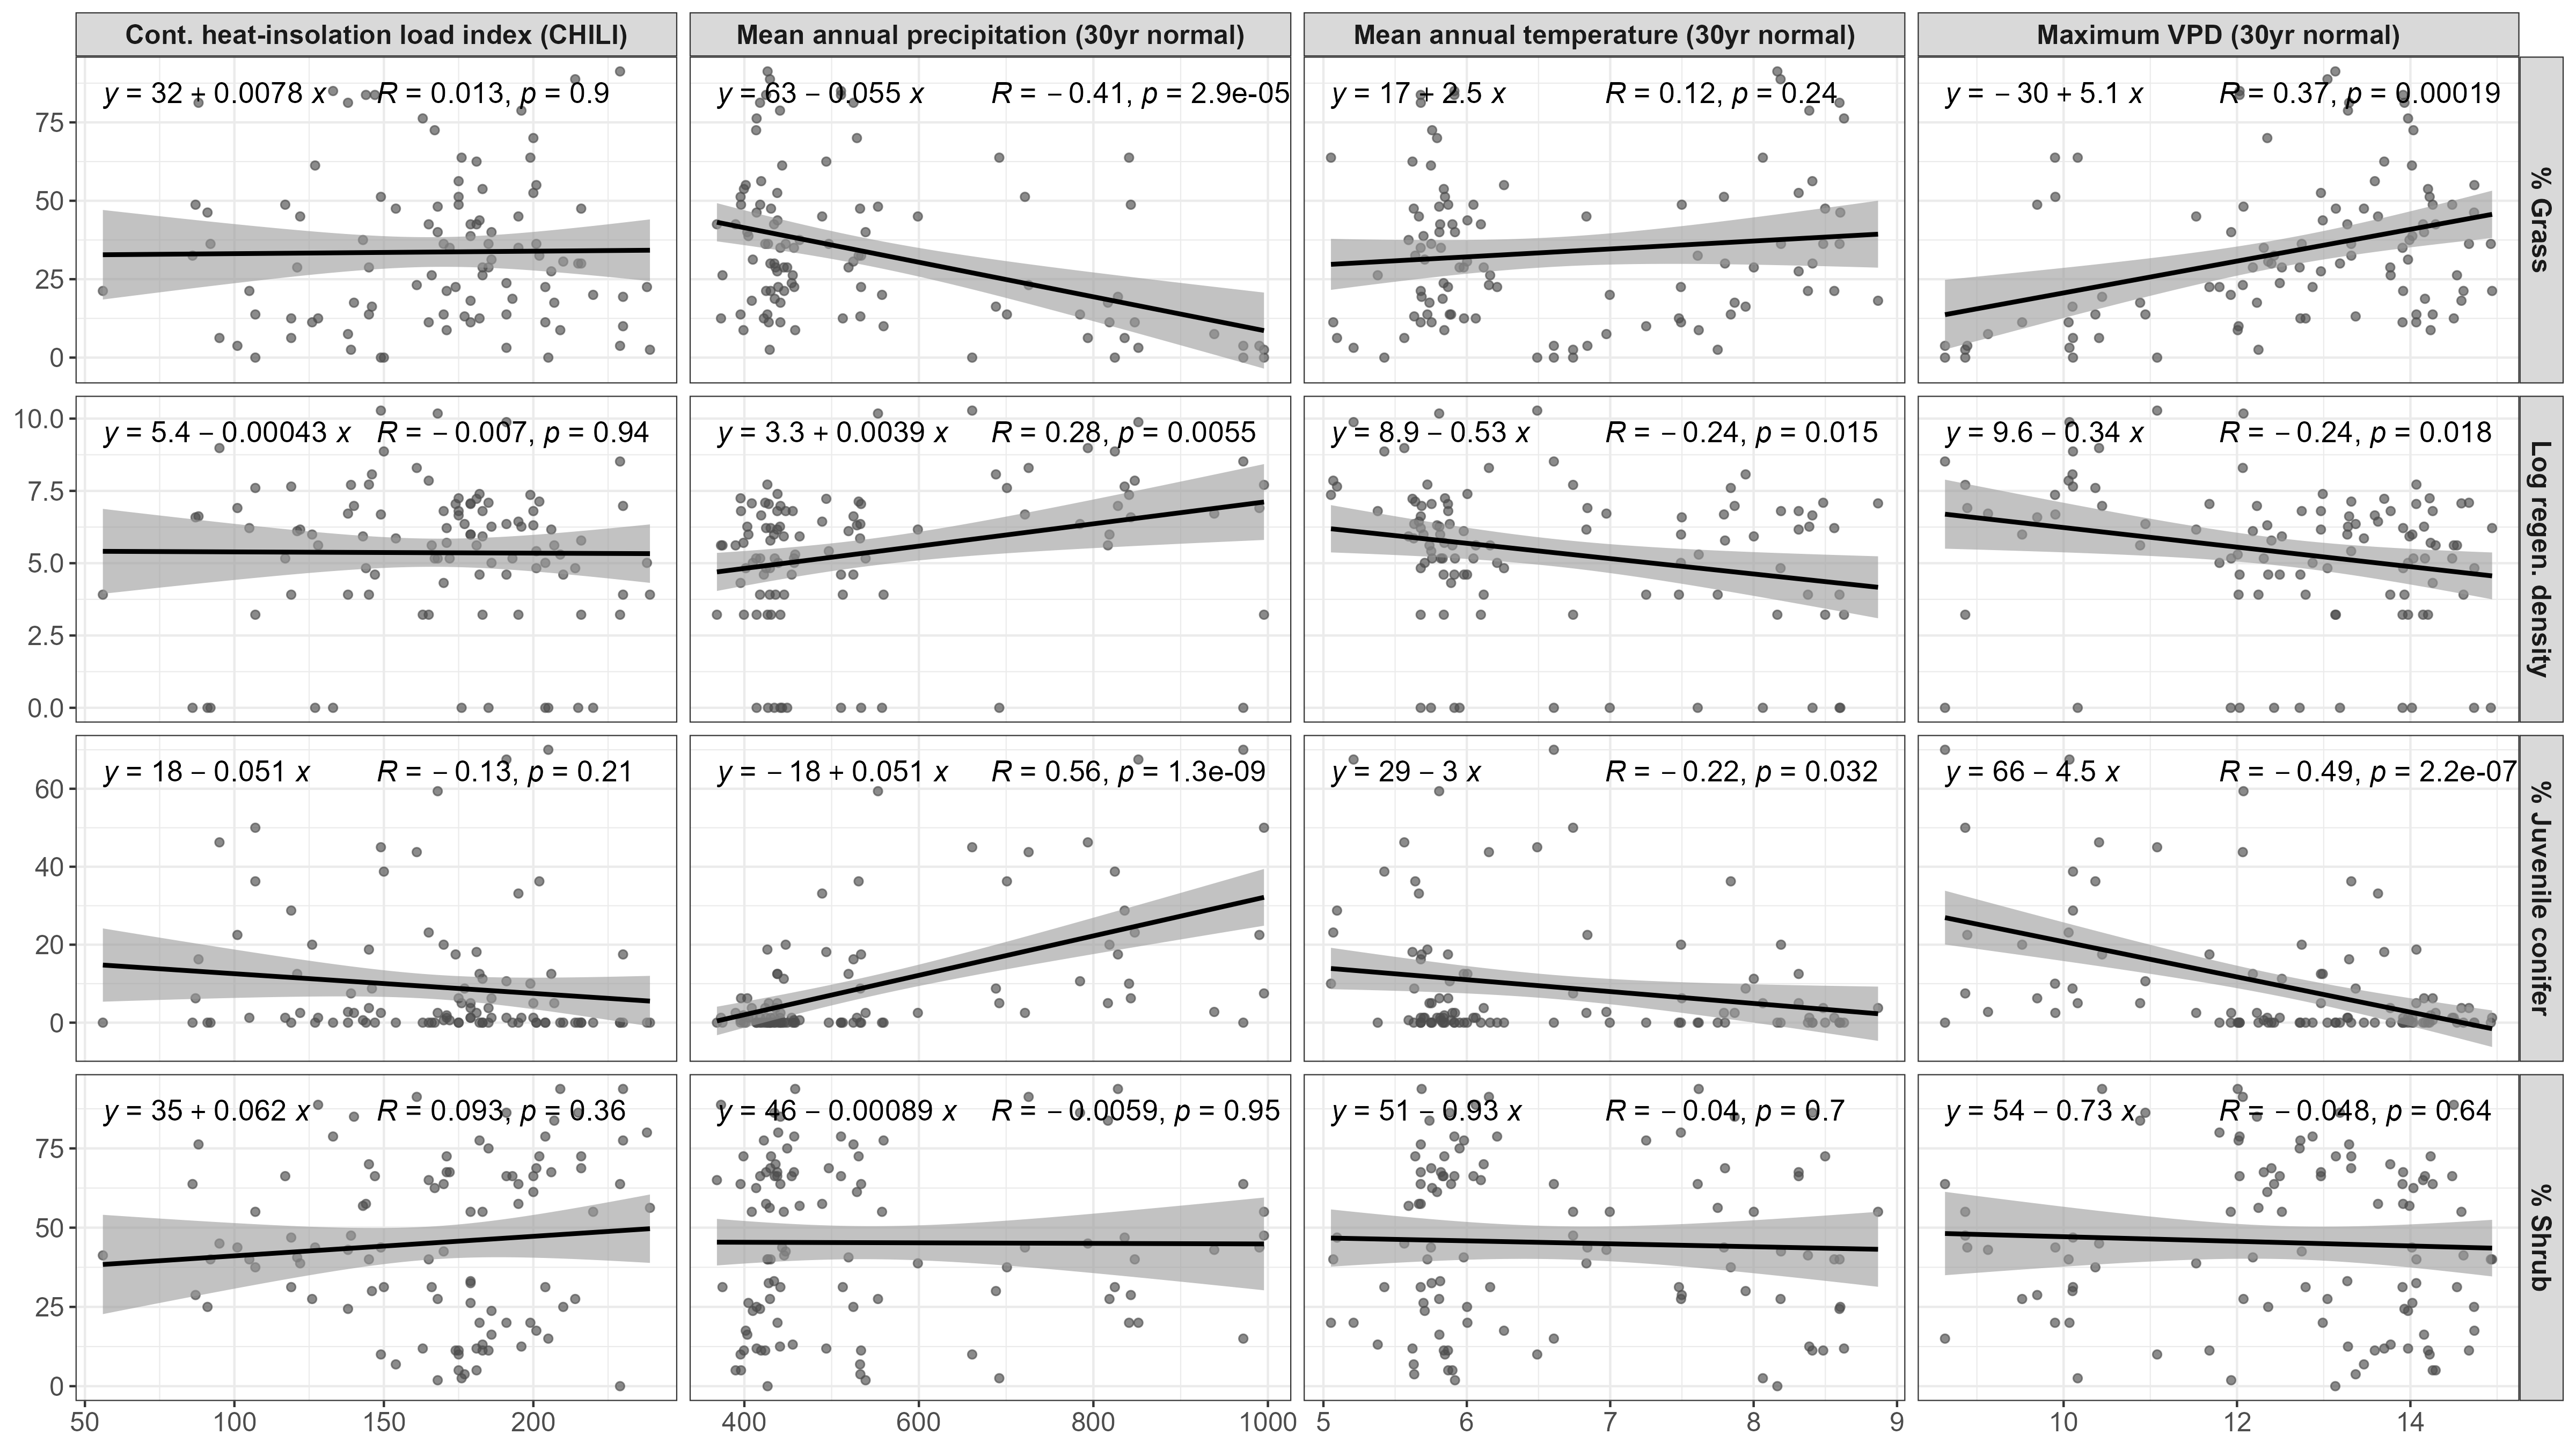 Cont. heat-insolation load index (CHILI)
Mean annual precipitation (30yr normal)
Mean annual temperature (30yr normal)
Maximum VPD (30yr normal)
y = 32 + 0.0078 x
R = 0.013, p = 0.9
y = 63 − 0.055 x
R = −0.41, p = 2.9e-05
y = 17 + 2.5 x
R = 0.12, p = 0.24
y = −30 + 5.1 x
R = 0.37, p = 0.00019
75
50
25
0
% Grass
y = 5.4 − 0.00043 x
R = −0.007, p = 0.94
y = 3.3 + 0.0039 x
R = 0.28, p = 0.0055
y = 8.9 − 0.53 x
R = −0.24, p = 0.015
y = 9.6 − 0.34 x
R = −0.24, p = 0.018
10.0
7.5
5.0
2.5
0.0
Log regen. density
y = 18 − 0.051 x
R = −0.13, p = 0.21
y = −18 + 0.051 x
R = 0.56, p = 1.3e-09
y = 29 − 3 x
R = −0.22, p = 0.032
y = 66 − 4.5 x
R = −0.49, p = 2.2e-07
60
40
20
0
% Juvenile conifer
y = 35 + 0.062 x
R = 0.093, p = 0.36
y = 46 − 0.00089 x
R = −0.0059, p = 0.95
y = 51 − 0.93 x
R = −0.04, p = 0.7
y = 54 − 0.73 x
R = −0.048, p = 0.64
75
50
25
0
% Shrub
50 100 150 200
400 600 800 1000
5 6 7 8 9
10 12 14